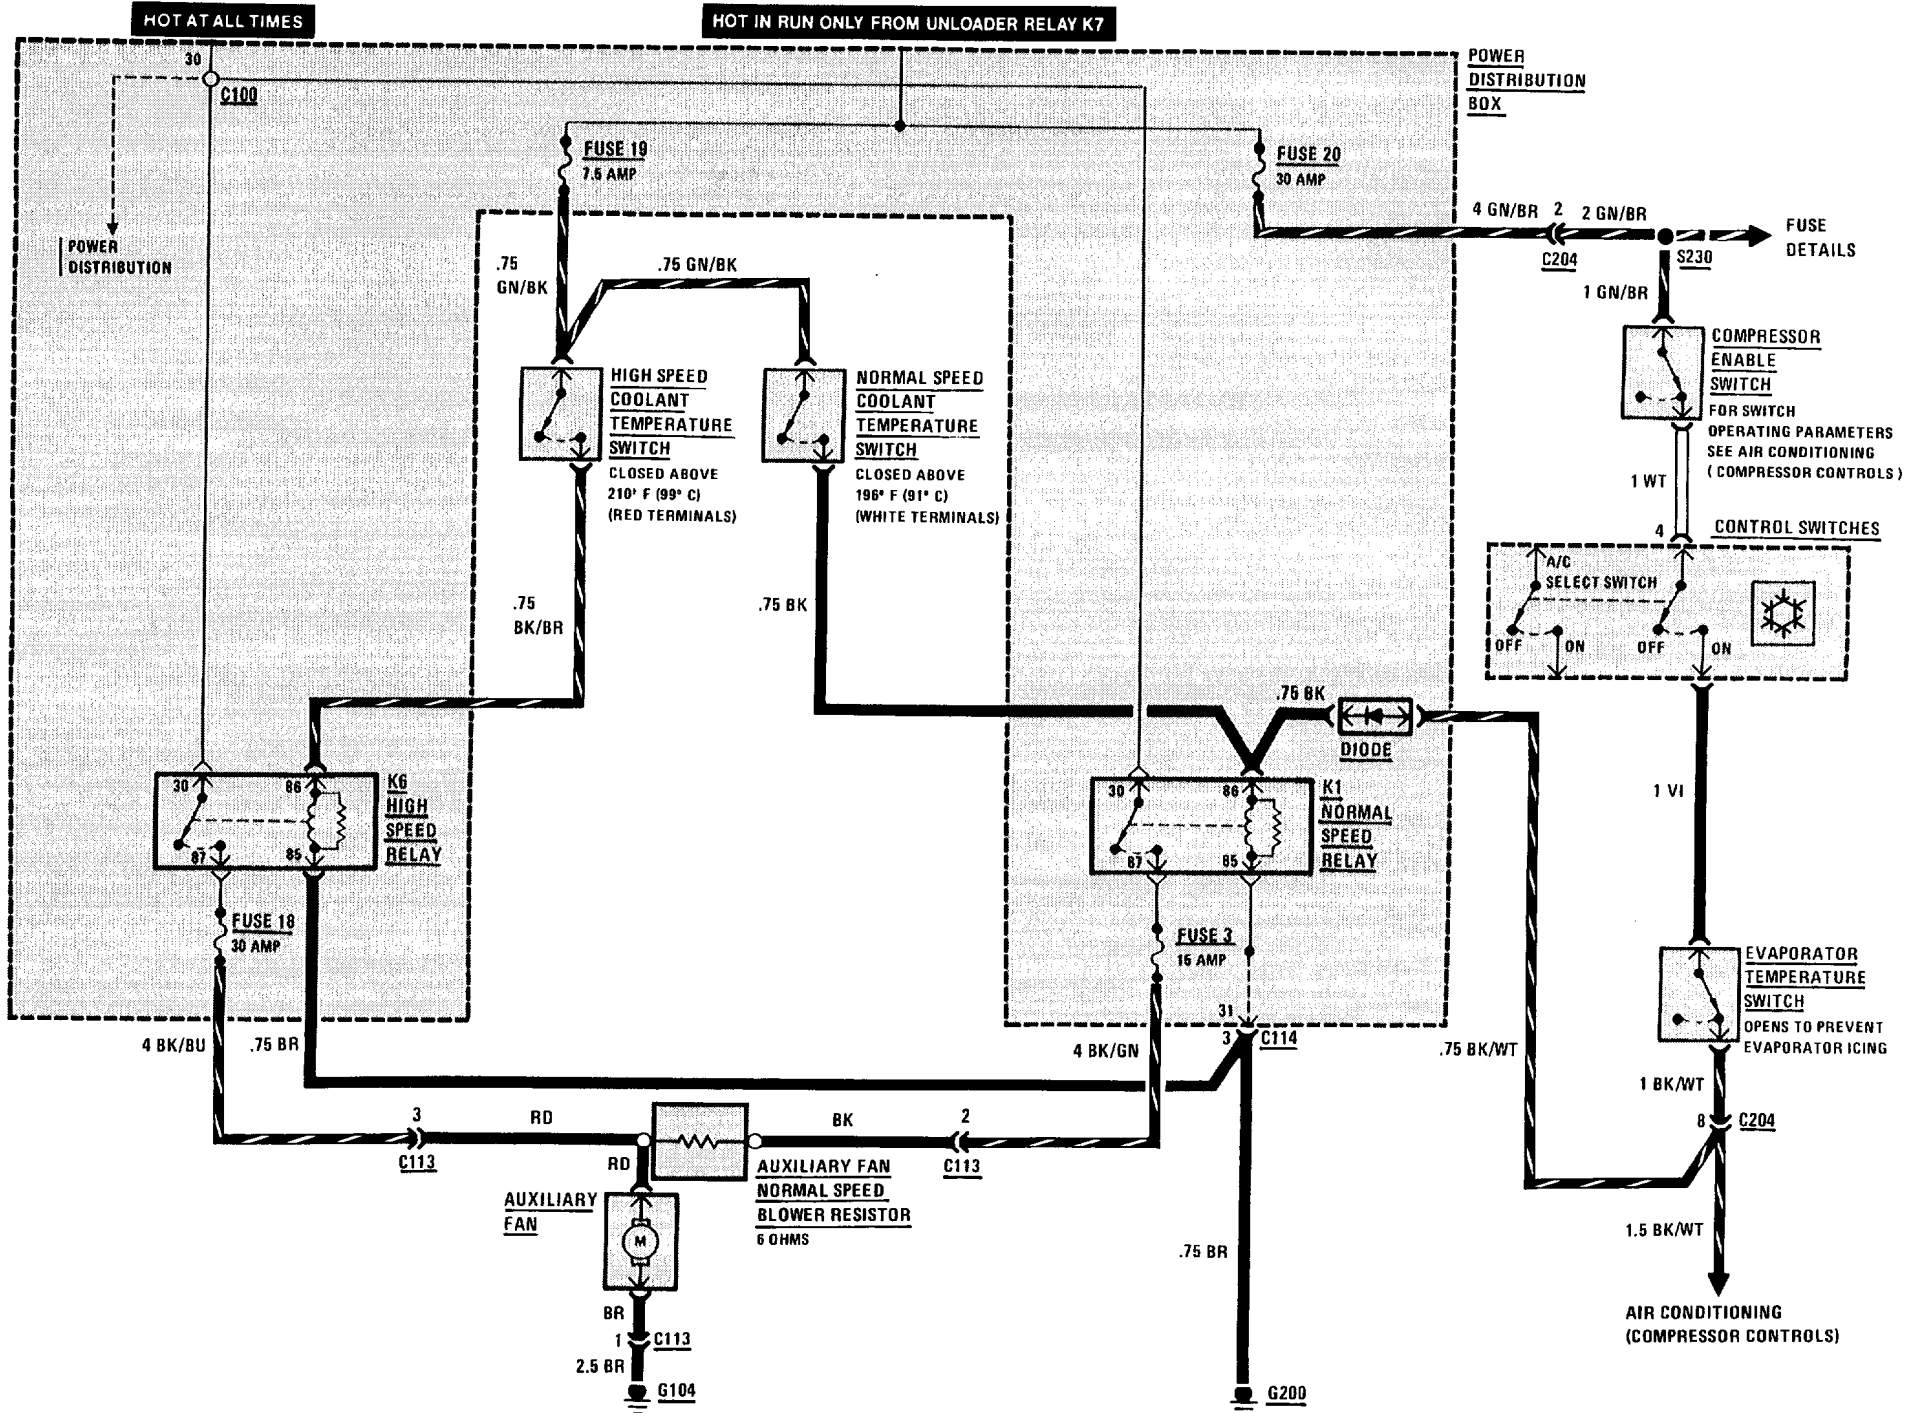 HOT AT ALL TIMES
HOT IN RUN ONLY FROM UNLOADER RELAY K7
POWER
DISTRIBUTION
BOX
30
C100
POWER
DISTRIBUTION
FUSE 19
7.5 AMP
FUSE 20
30 AMP
4 GN/BR
2
2 GN/BR
C204
S230
FUSE
DETAILS
1 GN/BR
.75
GN/BK
.75 GN/BK
HIGH SPEED
COOLANT
TEMPERATURE
SWITCH
CLOSED ABOVE
210° F (99° C)
(RED TERMINALS)
NORMAL SPEED
COOLANT
TEMPERATURE
SWITCH
CLOSED ABOVE
196° F (91° C)
(WHITE TERMINALS)
COMPRESSOR
ENABLE
SWITCH
FOR SWITCH
OPERATING PARAMETERS
SEE AIR CONDITIONING
( COMPRESSOR CONTROLS )
1 WT
4
CONTROL SWITCHES
A/C
SELECT SWITCH
OFF
ON
OFF
ON
.75
BK/BR
.75 BK
.75 BK
DIODE
1 VI
30
86
87
85
K6
HIGH
SPEED
RELAY
30
86
87
85
K1
NORMAL
SPEED
RELAY
FUSE 18
30 AMP
FUSE 3
15 AMP
31
3
C114
EVAPORATOR
TEMPERATURE
SWITCH
OPENS TO PREVENT
EVAPORATOR ICING
4 BK/BU
.75 BR
4 BK/GN
.75 BK/WT
1 BK/WT
8
C204
3
RD
C113
BK
2
C113
RD
AUXILIARY FAN
NORMAL SPEED
BLOWER RESISTOR
6 OHMS
AUXILIARY
FAN
M
.75 BR
1.5 BK/WT
BR
1
C113
2.5 BR
G104
G200
AIR CONDITIONING
(COMPRESSOR CONTROLS)